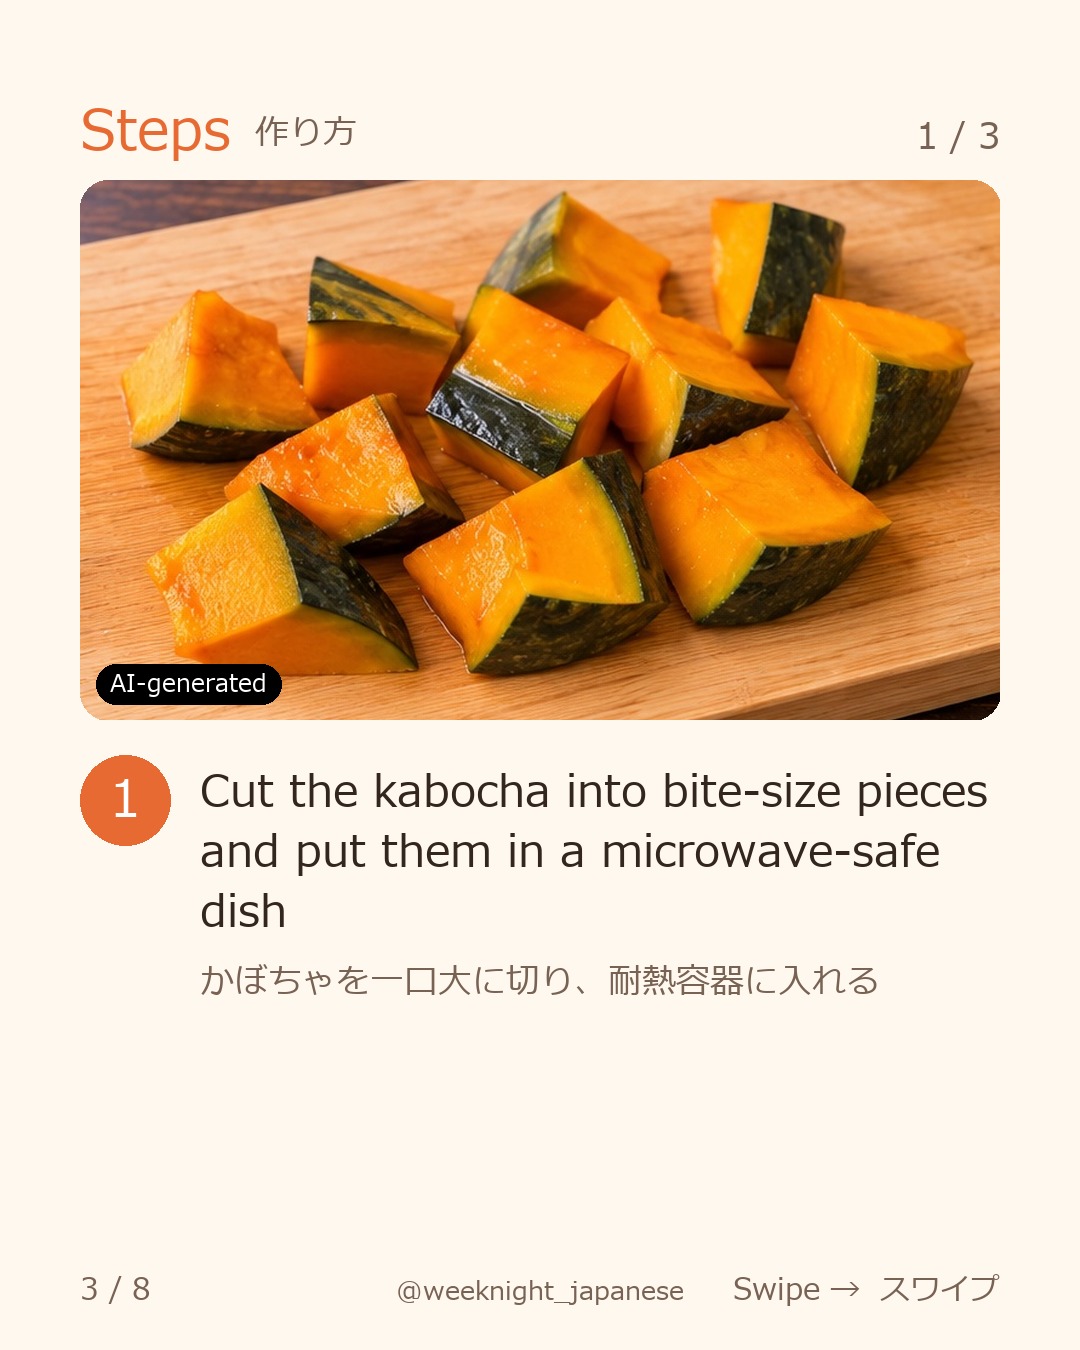 Steps 作り方
1 / 3
AI-generated
1
Cut the kabocha into bite-size pieces
and put them in a microwave-safe
dish
かぼちゃを一口大に切り、耐熱容器に入れる
3 / 8
@weeknight_japanese
Swipe → スワイプ